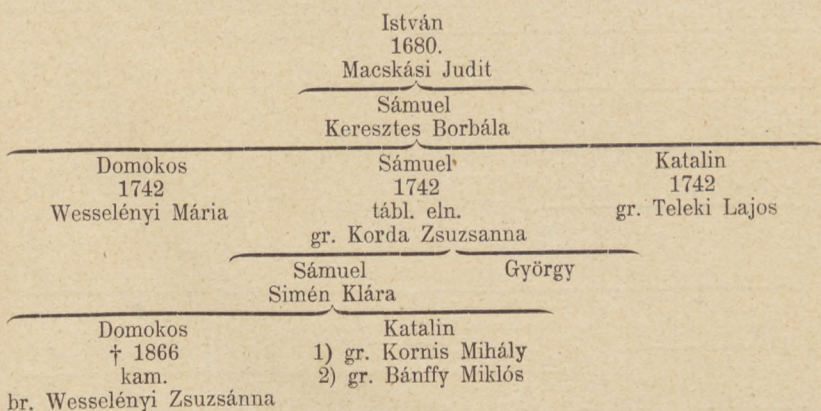 István
1680.
Macskási Judit
Sámuel
Keresztes Borbála
Domokos Sámuel Katalin
1742 1742 1742
Wesselényi Mária tábl. eln. gr. Teleki Lajos
gr. Korda Zsuzsanna
Sámuel György
Simén Klára
Domokos Katalin
† 1866 1) gr. Kornis Mihály
kam. 2) gr. Bánffy Miklós
br. Wesselényi Zsuzsánna